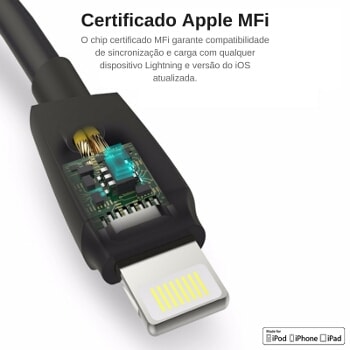 Certificado Apple MFi
O chip certificado MFi garante compatibilidade
de sincronização e carga com qualquer
dispositivo Lightning e versão do iOS
atualizada.
Made for
iPod iPhone iPad